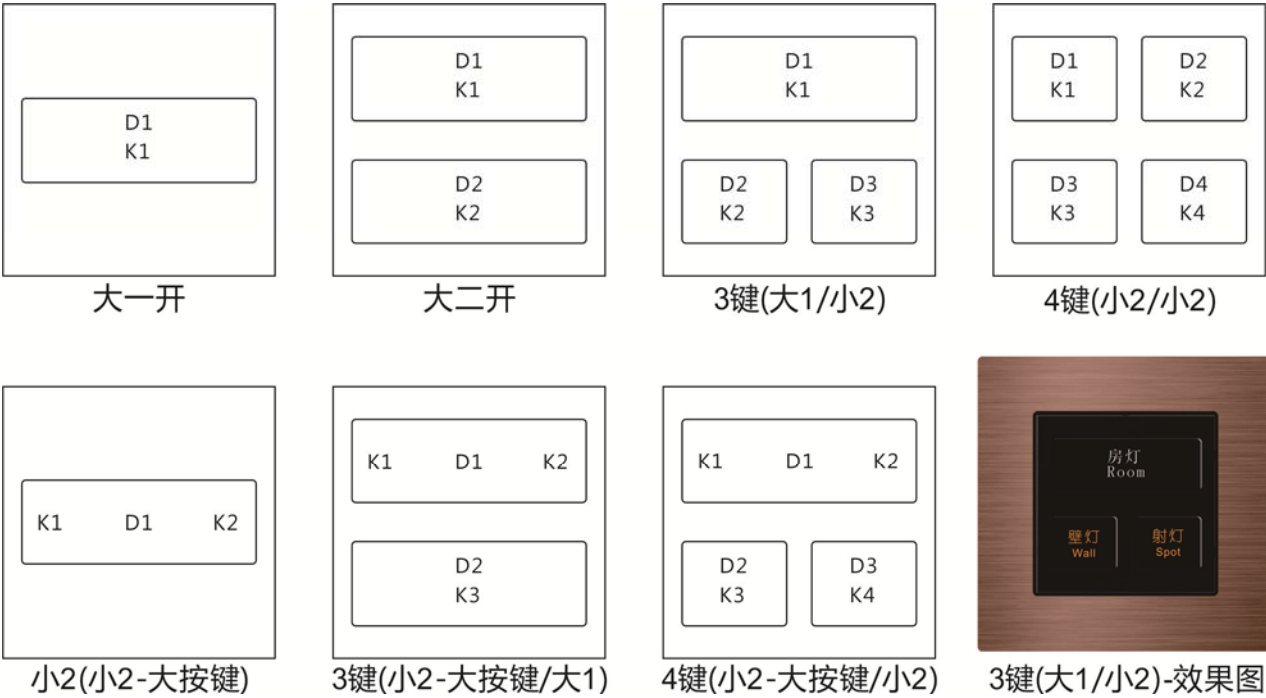 D1
K1
大一开
D1
K1
D2
K2
大二开
D1
K1
D2
K2
D3
K3
3键(大1/小2)
D1
K1
D2
K2
D3
K3
D4
K4
4键(小2/小2)
K1 D1 K2
小2(小2-大按键)
K1 D1 K2
D2
K3
3键(小2-大按键/大1)
K1 D1 K2
D2
K3
D3
K4
4键(小2-大按键/小2)
房灯
Room
壁灯
Wall
射灯
Spot
3键(大1/小2)-效果图